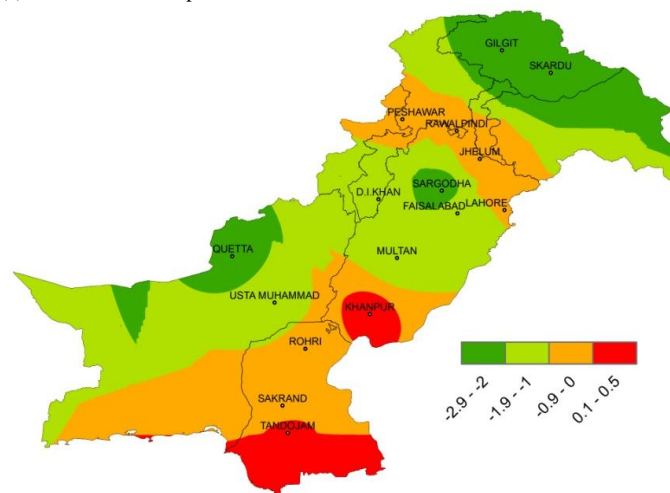 GILGIT
SKARDU
PESHAWAR
RAWALPINDI
JHELUM
SARGODHA
D.I.KHAN
FAISALABAD
LAHORE
QUETTA
MULTAN
USTA MUHAMMAD
KHANPUR
ROHRI
SAKRAND
TANDOJAM
-2.9 - -2
-1.9 - -1
-0.9 - 0
0.1 - 0.5